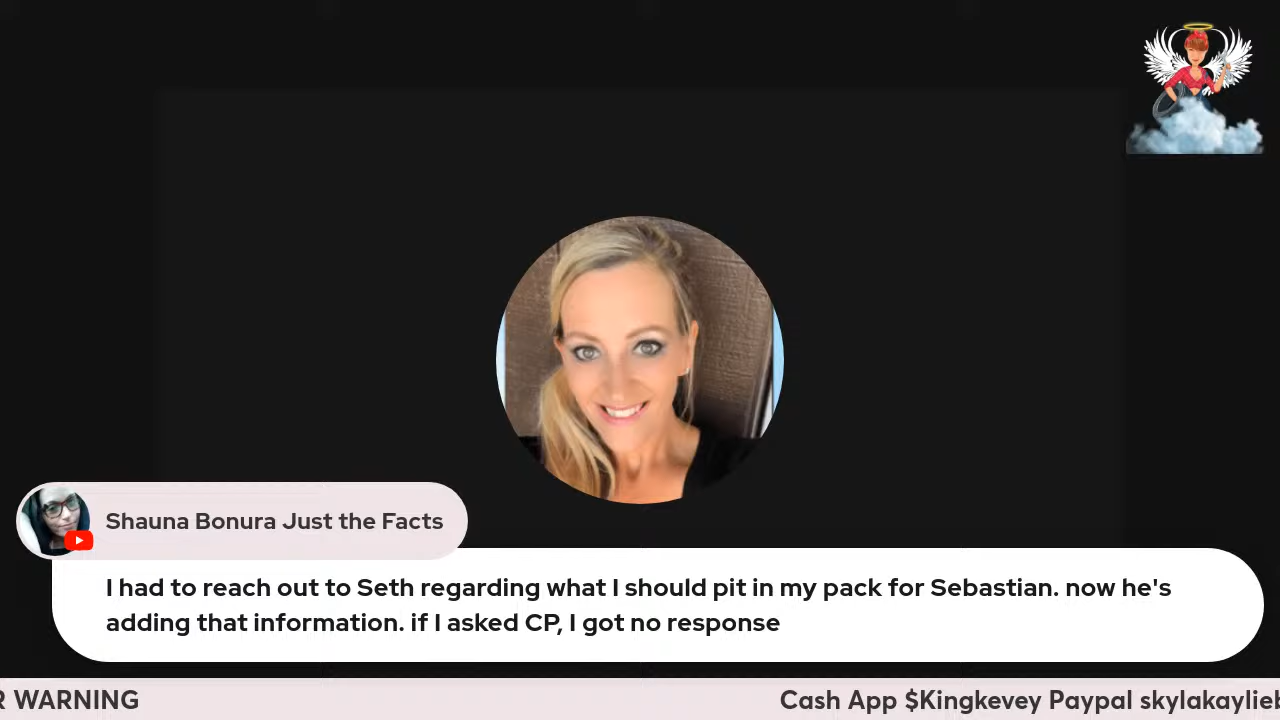 Shauna Bonura Just the Facts
I had to reach out to Seth regarding what I should pit in my pack for Sebastian. now he's
adding that information. if I asked CP, I got no response
R WARNING
Cash App $Kingkevey Paypal skylakaylieb